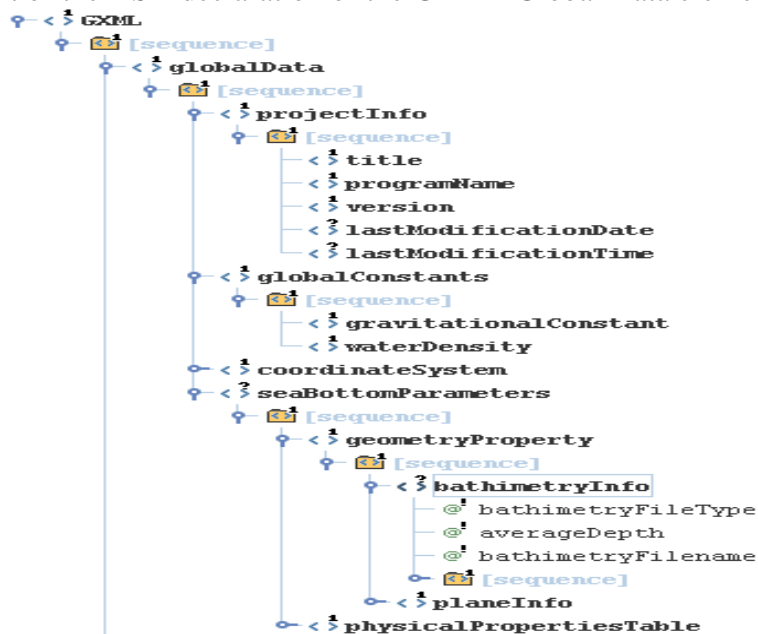 GXML
[sequence]
globalData
[sequence]
projectInfo
[sequence]
title
programName
version
lastModificationDate
lastModificationTime
globalConstants
[sequence]
gravitationalConstant
waterDensity
coordinateSystem
seaBottomParameters
[sequence]
geometryProperty
[sequence]
bathimetryInfo
@! bathimetryFileType
@! averageDepth
@! bathimetryFilename
[sequence]
planeInfo
physicalPropertiesTable